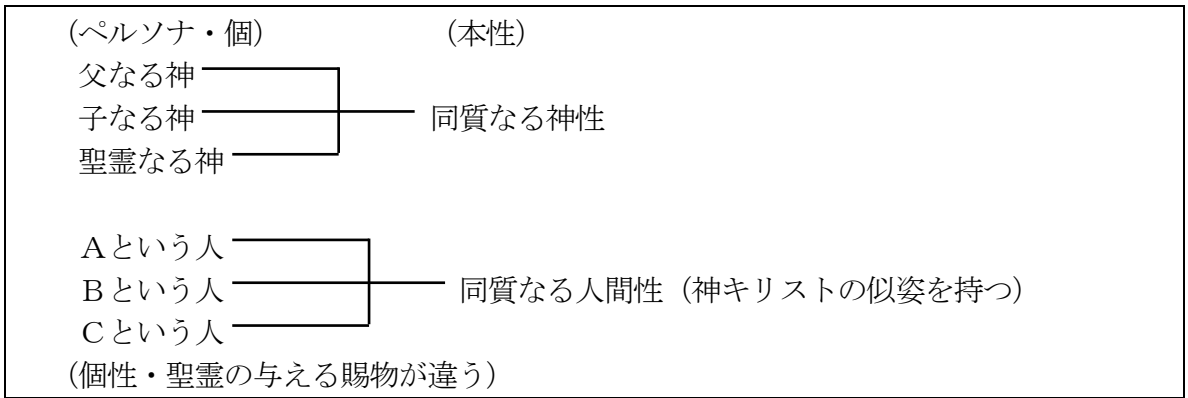 (ペルソナ・個) (本性)
父なる神
子なる神 同質なる神性
聖霊なる神
Aという人
Bという人 同質なる人間性（神キリストの似姿を持つ）
Cという人
（個性・聖霊の与える賜物が違う）